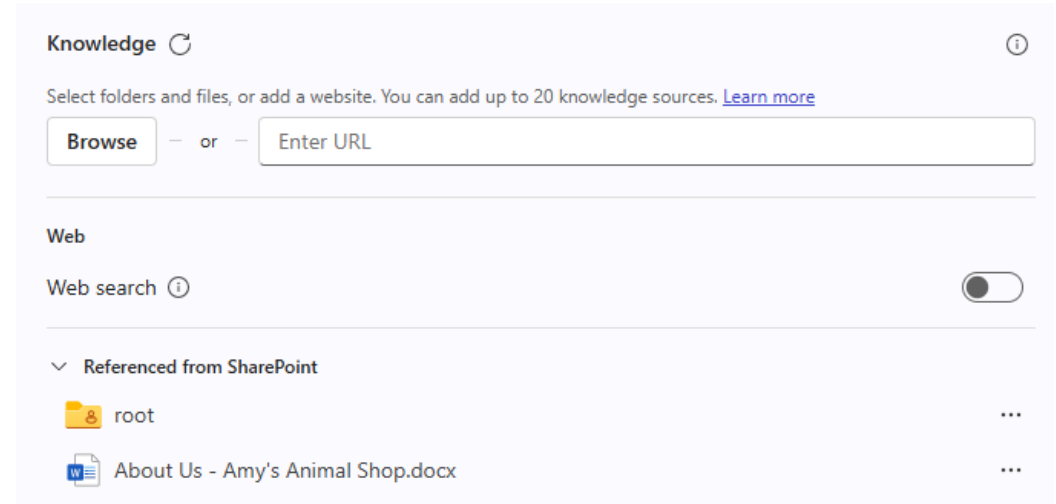 Knowledge
Select folders and files, or add a website. You can add up to 20 knowledge sources. Learn more
Browse – or – Enter URL
Web
Web search
Referenced from SharePoint
root
About Us - Amy's Animal Shop.docx